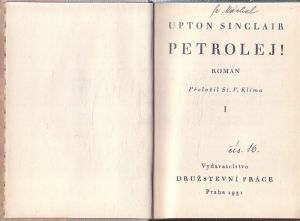 UPTON SINCLAIR
PETROLEJ!
ROMÁN
Přeložil St. V. Klíma
I
čís. 16.
Vydavatelstvo
DRUŽSTEVNÍ PRÁCE
Praha 1931